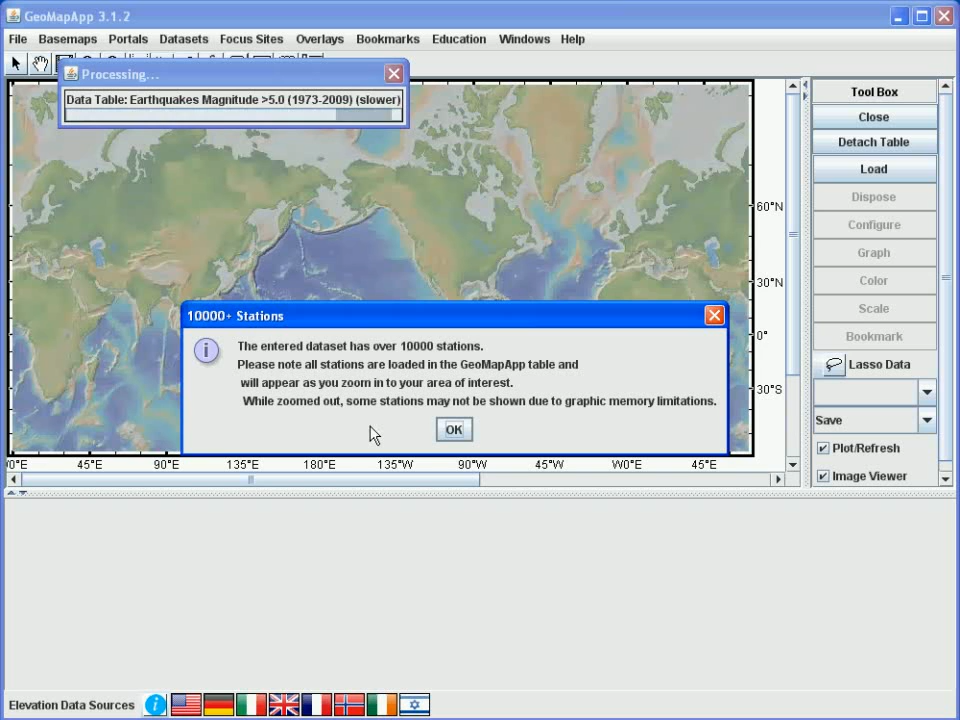 GeoMapApp 3.1.2
File Basemaps Portals Datasets Focus Sites Overlays Bookmarks Education Windows Help
Processing...
Data Table: Earthquakes Magnitude >5.0 (1973-2009) (slower)
Tool Box
Close
Detach Table
Load
Dispose
Configure
Graph
Color
Scale
Bookmark
Lasso Data
Save
Plot/Refresh
Image Viewer
60°N
30°N
0°
30°S
10000+ Stations
i
The entered dataset has over 10000 stations.
Please note all stations are loaded in the GeoMapApp table and
will appear as you zoom in to your area of interest.
While zoomed out, some stations may not be shown due to graphic memory limitations.
OK
0°E 45°E 90°E 135°E 180°E 135°W 90°W 45°W 45°E
Elevation Data Sources i